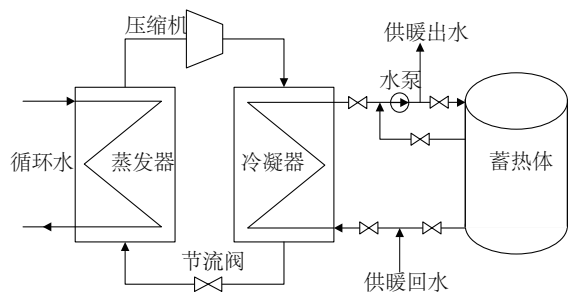 压缩机
供暖出水
水泵
循环水
蒸发器
冷凝器
蓄热体
节流阀
供暖回水